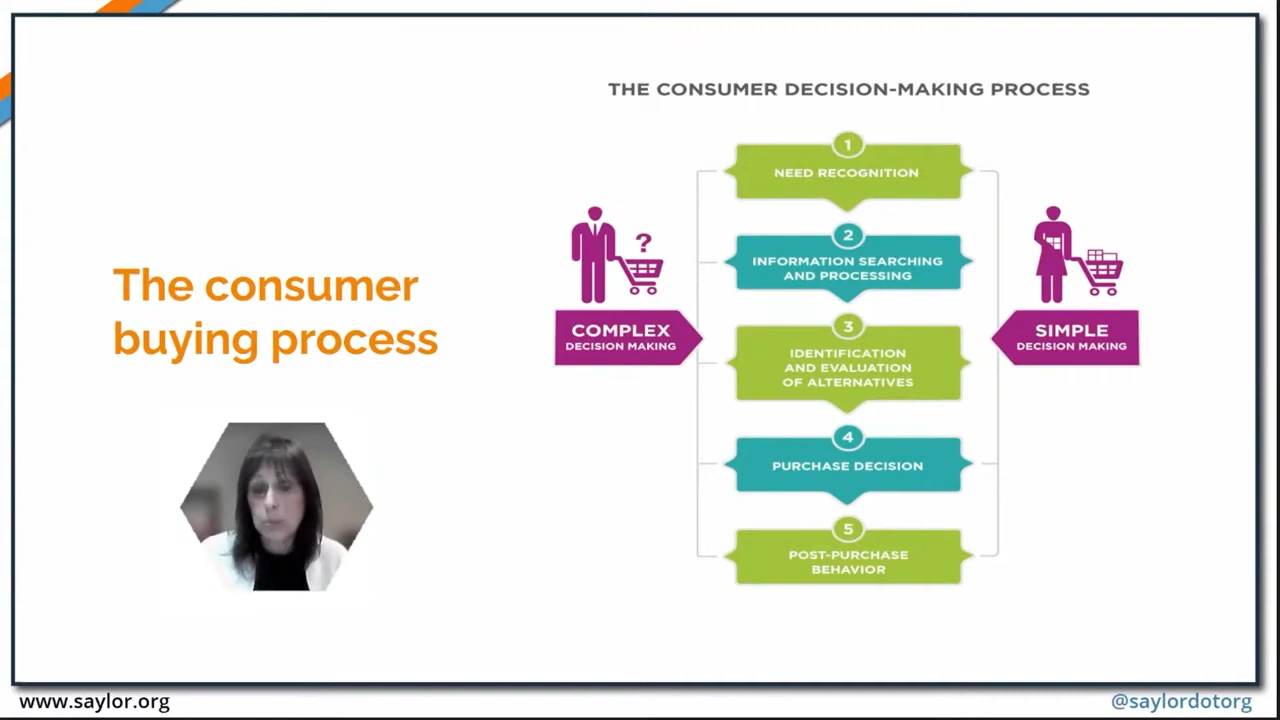 THE CONSUMER DECISION-MAKING PROCESS
The consumer
buying process
1
NEED RECOGNITION
2
INFORMATION SEARCHING
AND PROCESSING
3
IDENTIFICATION
AND EVALUATION
OF ALTERNATIVES
4
PURCHASE DECISION
5
POST-PURCHASE
BEHAVIOR
?
COMPLEX
DECISION MAKING
SIMPLE
DECISION MAKING
www.saylor.org
@saylordotorg